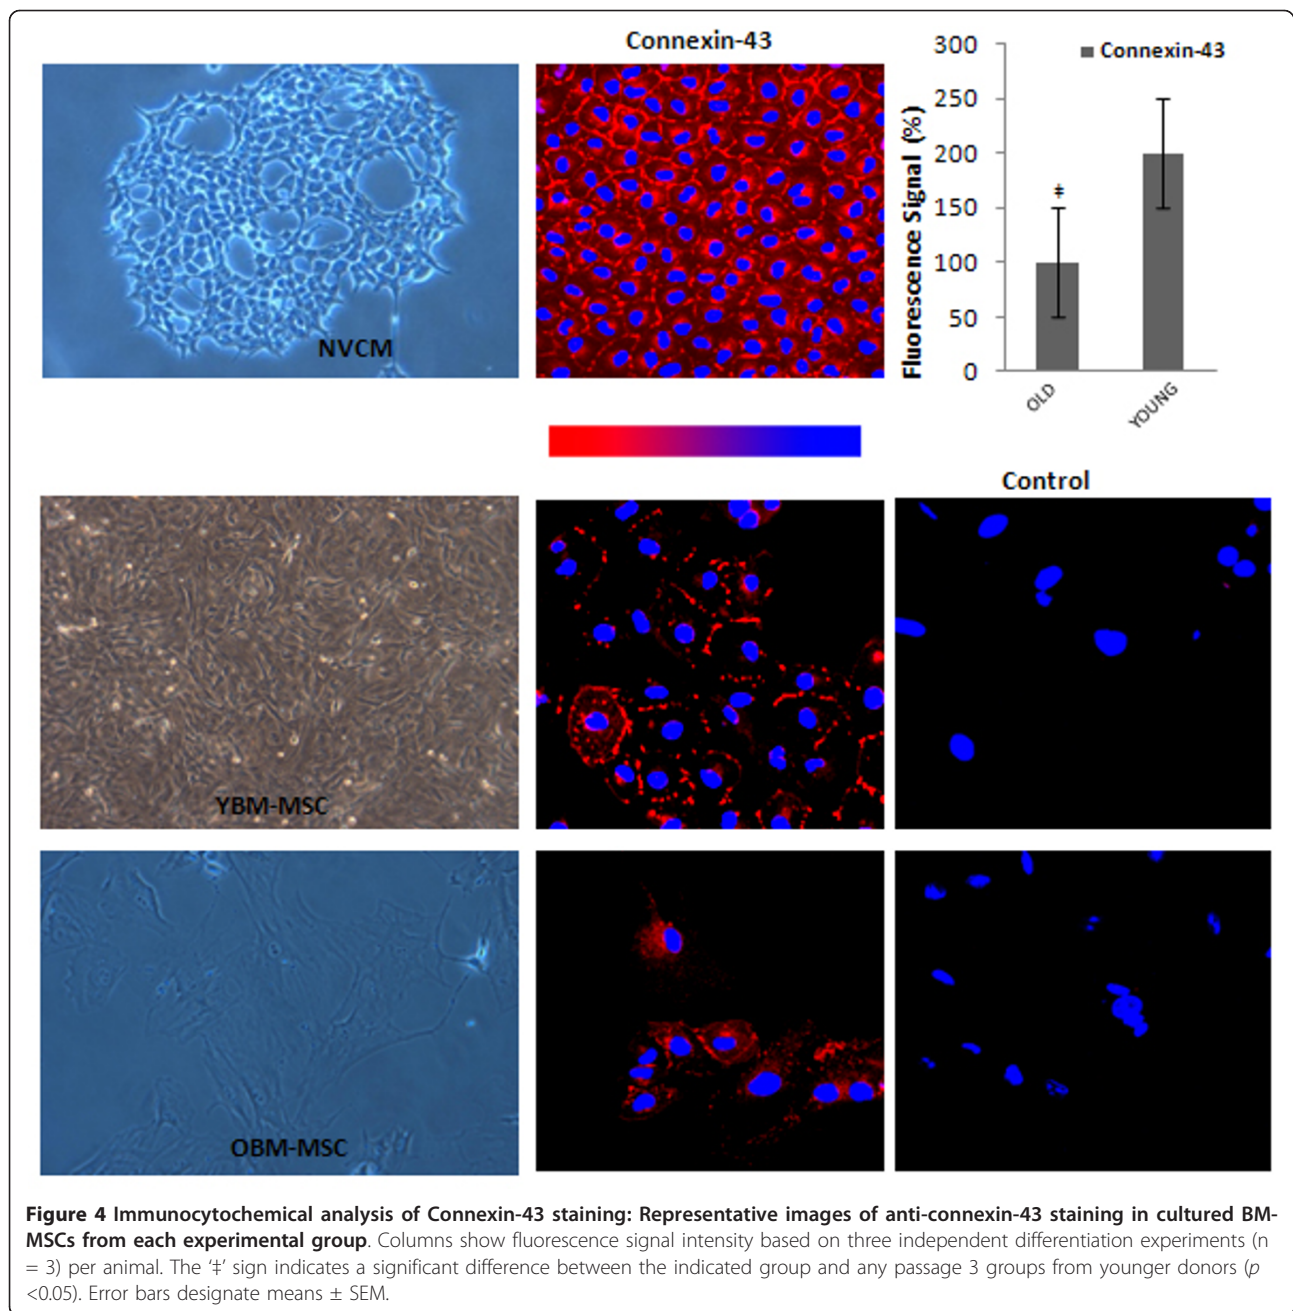 Connexin-43
300
250
200
150
100
50
0
Fluorescence Signal (%)
Connexin-43
‡
OLD
YOUNG
NVCM
Control
YBM-MSC
OBM-MSC
Figure 4 Immunocytochemical analysis of Connexin-43 staining: Representative images of anti-connexin-43 staining in cultured BM-
MSCs from each experimental group. Columns show fluorescence signal intensity based on three independent differentiation experiments (n
= 3) per animal. The ‘‡’ sign indicates a significant difference between the indicated group and any passage 3 groups from younger donors (p
<0.05). Error bars designate means ± SEM.